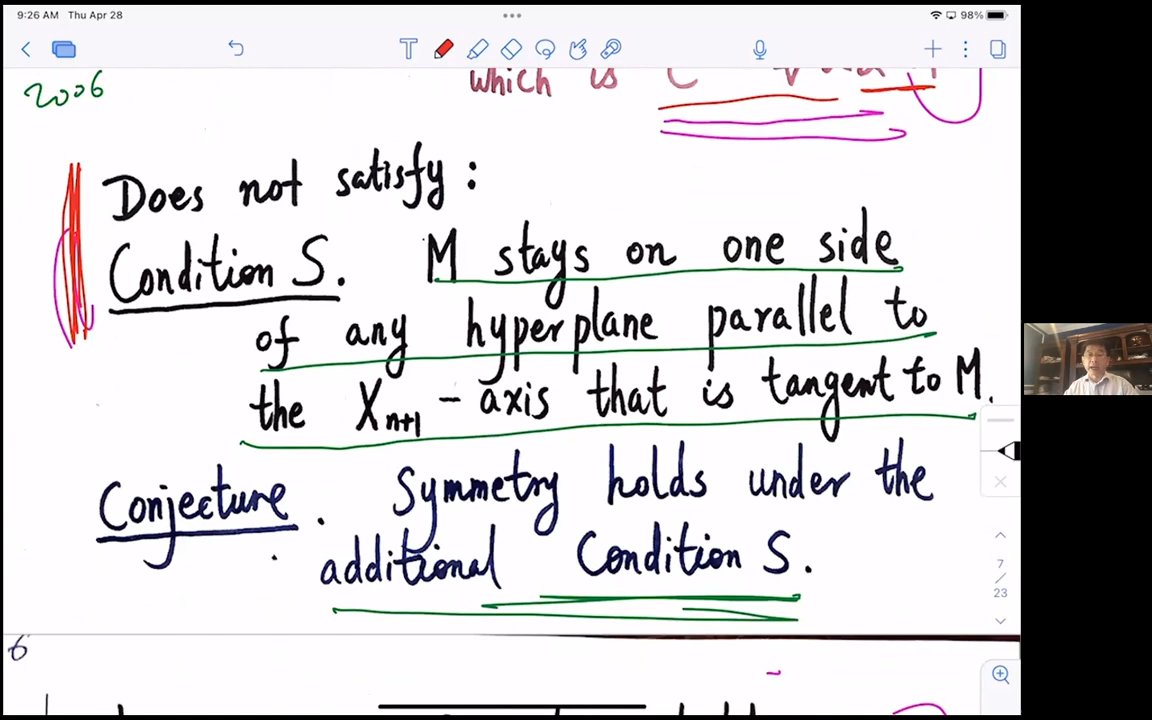 9:26 AM Thu Apr 28
98%
which is
2006
Does not satisfy :
Condition S. M stays on one side
of any hyperplane parallel to
the Xn+1 - axis that is tangent to M.
Conjecture. Symmetry holds under the
additional Condition S.
7
/
23
6